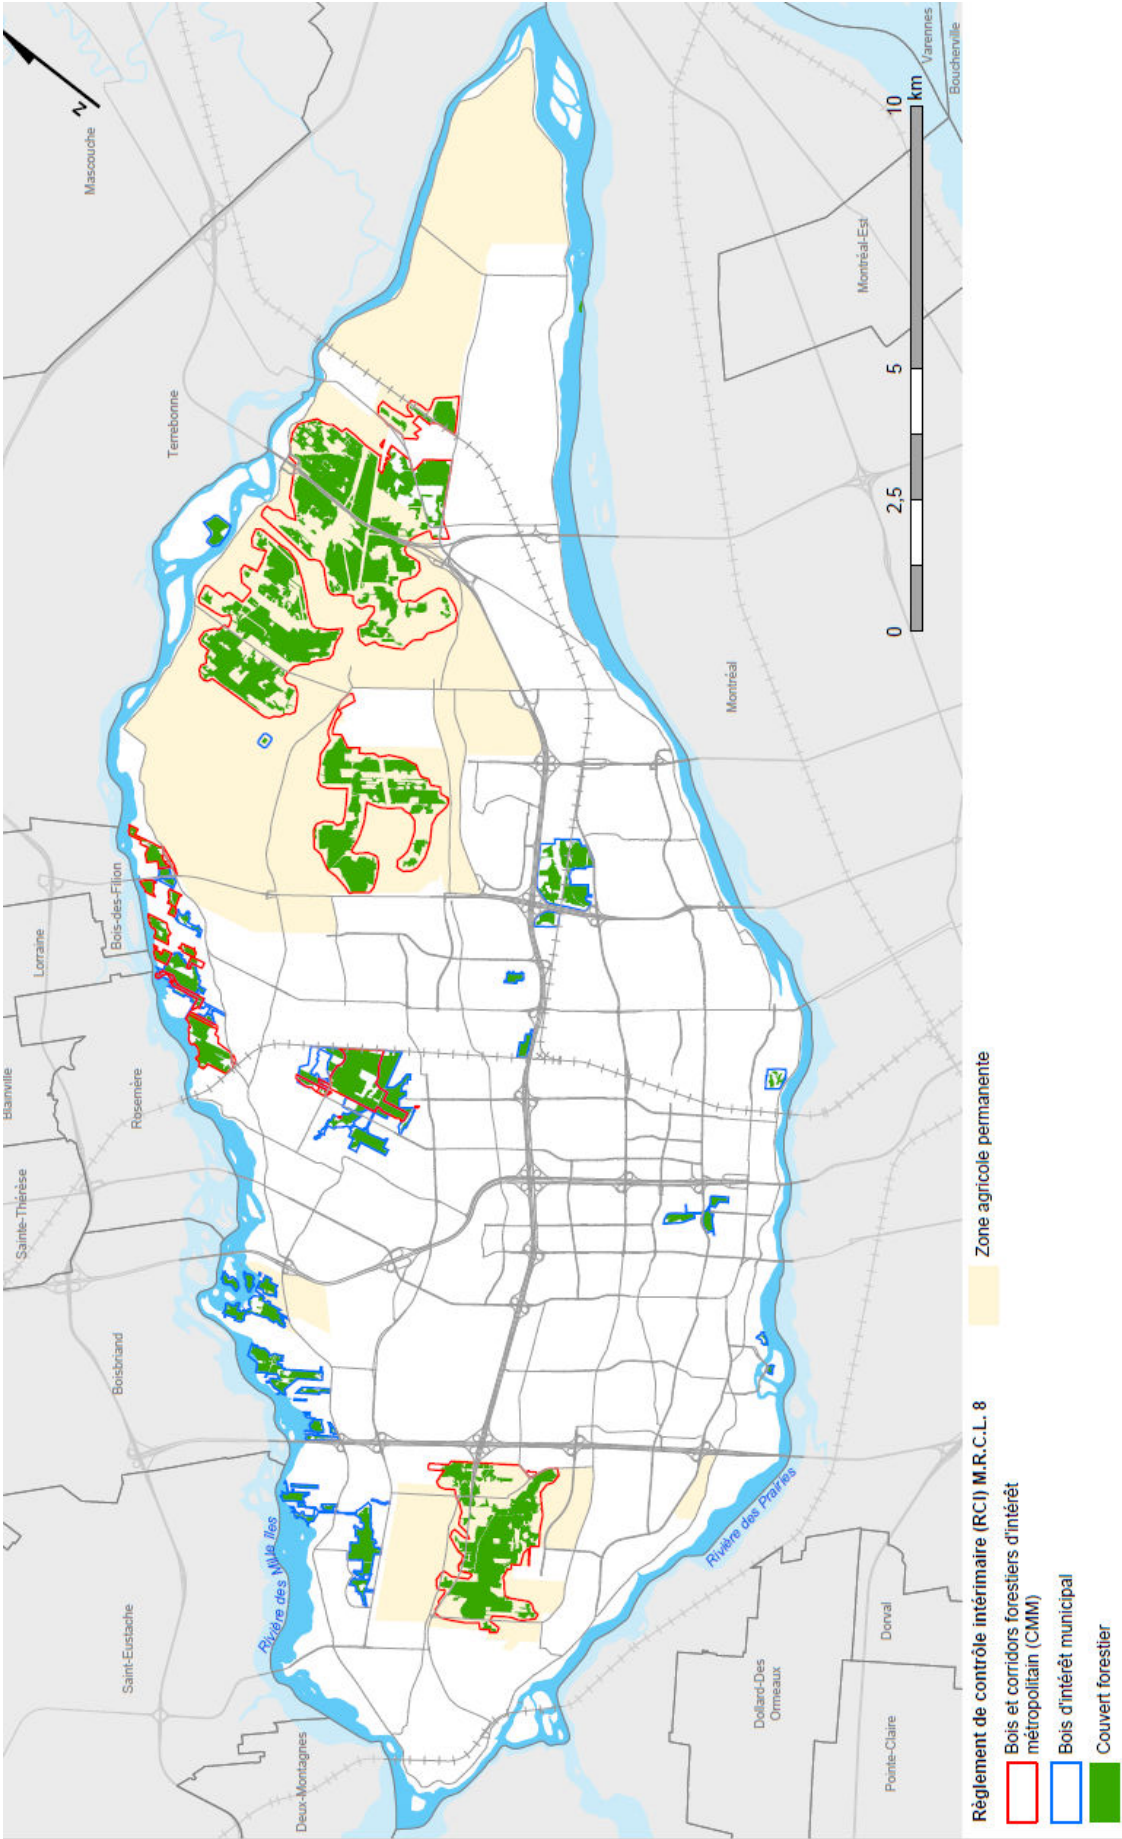 Mascouche
Terrebonne
Lorraine
Bois-des-Filion
Blainville
Rosemère
Sainte-Thérèse
Boisbriand
Saint-Eustache
Deux-Montagnes
Rivière des Mille Îles
Rivière des Prairies
Varennes
Boucherville
Montréal-Est
Montréal
Dollard-Des
Ormeaux
Dorval
Pointe-Claire
N
0
2,5
5
10
km
Règlement de contrôle intérimaire (RCI) M.R.C.L. 8
Bois et corridors forestiers d'intérêt
métropolitain (CMM)
Bois d'intérêt municipal
Couvert forestier
Zone agricole permanente